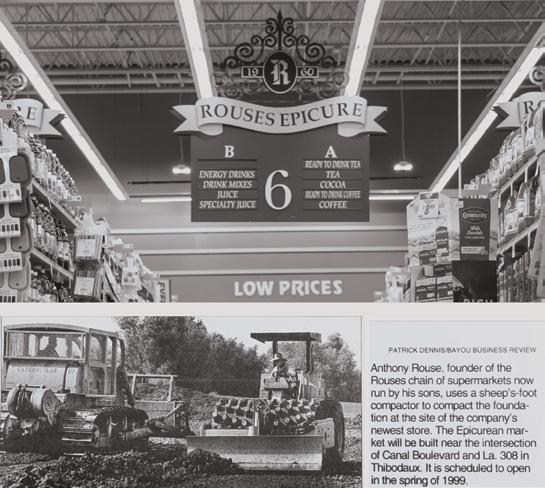 19 R 60
ROUSES EPICURE
B
ENERGY DRINKS
DRINK MIXES
JUICE
SPECIALTY JUICE
6
A
READY TO DRINK TEA
TEA
COCOA
READY TO DRINK COFFEE
COFFEE
Community
LOW PRICES
CATERPILLAR
PATRICK DENNIS/BAYOU BUSINESS REVIEW
Anthony Rouse, founder of the
Rouses chain of supermarkets now
run by his sons, uses a sheep's-foot
compactor to compact the founda-
tion at the site of the company's
newest store. The Epicurean mar-
ket will be built near the intersection
of Canal Boulevard and La. 308 in
Thibodaux. It is scheduled to open
in the spring of 1999.